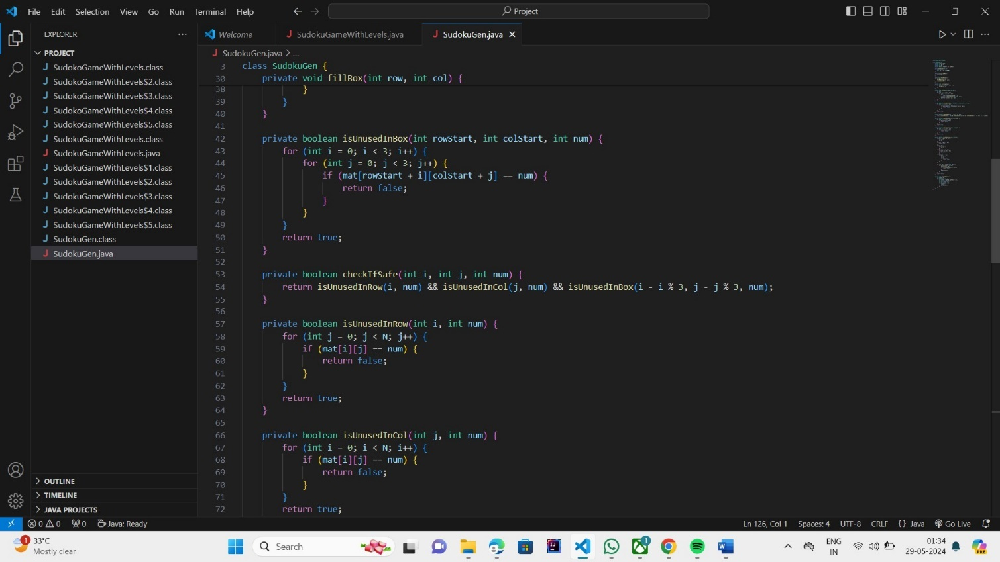 File Edit Selection View Go Run Terminal Help
Project
EXPLORER
Welcome
SudokuGameWithLevels.java
SudokuGen.java
PROJECT
SudokoGameWithLevels.class
SudokoGameWithLevels$2.class
SudokoGameWithLevels$3.class
SudokoGameWithLevels$4.class
SudokoGameWithLevels$5.class
SudokuGameWithLevels.class
SudokuGameWithLevels.java
SudokuGameWithLevels$1.class
SudokuGameWithLevels$2.class
SudokuGameWithLevels$3.class
SudokuGameWithLevels$4.class
SudokuGameWithLevels$5.class
SudokuGen.class
SudokuGen.java
OUTLINE
TIMELINE
JAVA PROJECTS
SudokuGen.java > ...
3 class SudokuGen {
30 private void fillBox(int row, int col) {
38 }
39 }
40 }
41
42 private boolean isUnusedInBox(int rowStart, int colStart, int num) {
43 for (int i = 0; i < 3; i++) {
44 for (int j = 0; j < 3; j++) {
45 if (mat[rowStart + i][colStart + j] == num) {
46 return false;
47 }
48 }
49 }
50 return true;
51 }
52
53 private boolean checkIfSafe(int i, int j, int num) {
54 return isUnusedInRow(i, num) && isUnusedInCol(j, num) && isUnusedInBox(i - i % 3, j - j % 3, num);
55 }
56
57 private boolean isUnusedInRow(int i, int num) {
58 for (int j = 0; j < N; j++) {
59 if (mat[i][j] == num) {
60 return false;
61 }
62 }
63 return true;
64 }
65
66 private boolean isUnusedInCol(int j, int num) {
67 for (int i = 0; i < N; i++) {
68 if (mat[i][j] == num) {
69 return false;
70 }
71 }
72 return true;
0 0 0 Java: Ready
Ln 126, Col 1 Spaces: 4 UTF-8 CRLF {} Java Go Live
1
33°C
Mostly clear
Search
1
ENG
IN
01:34
29-05-2024
PRE